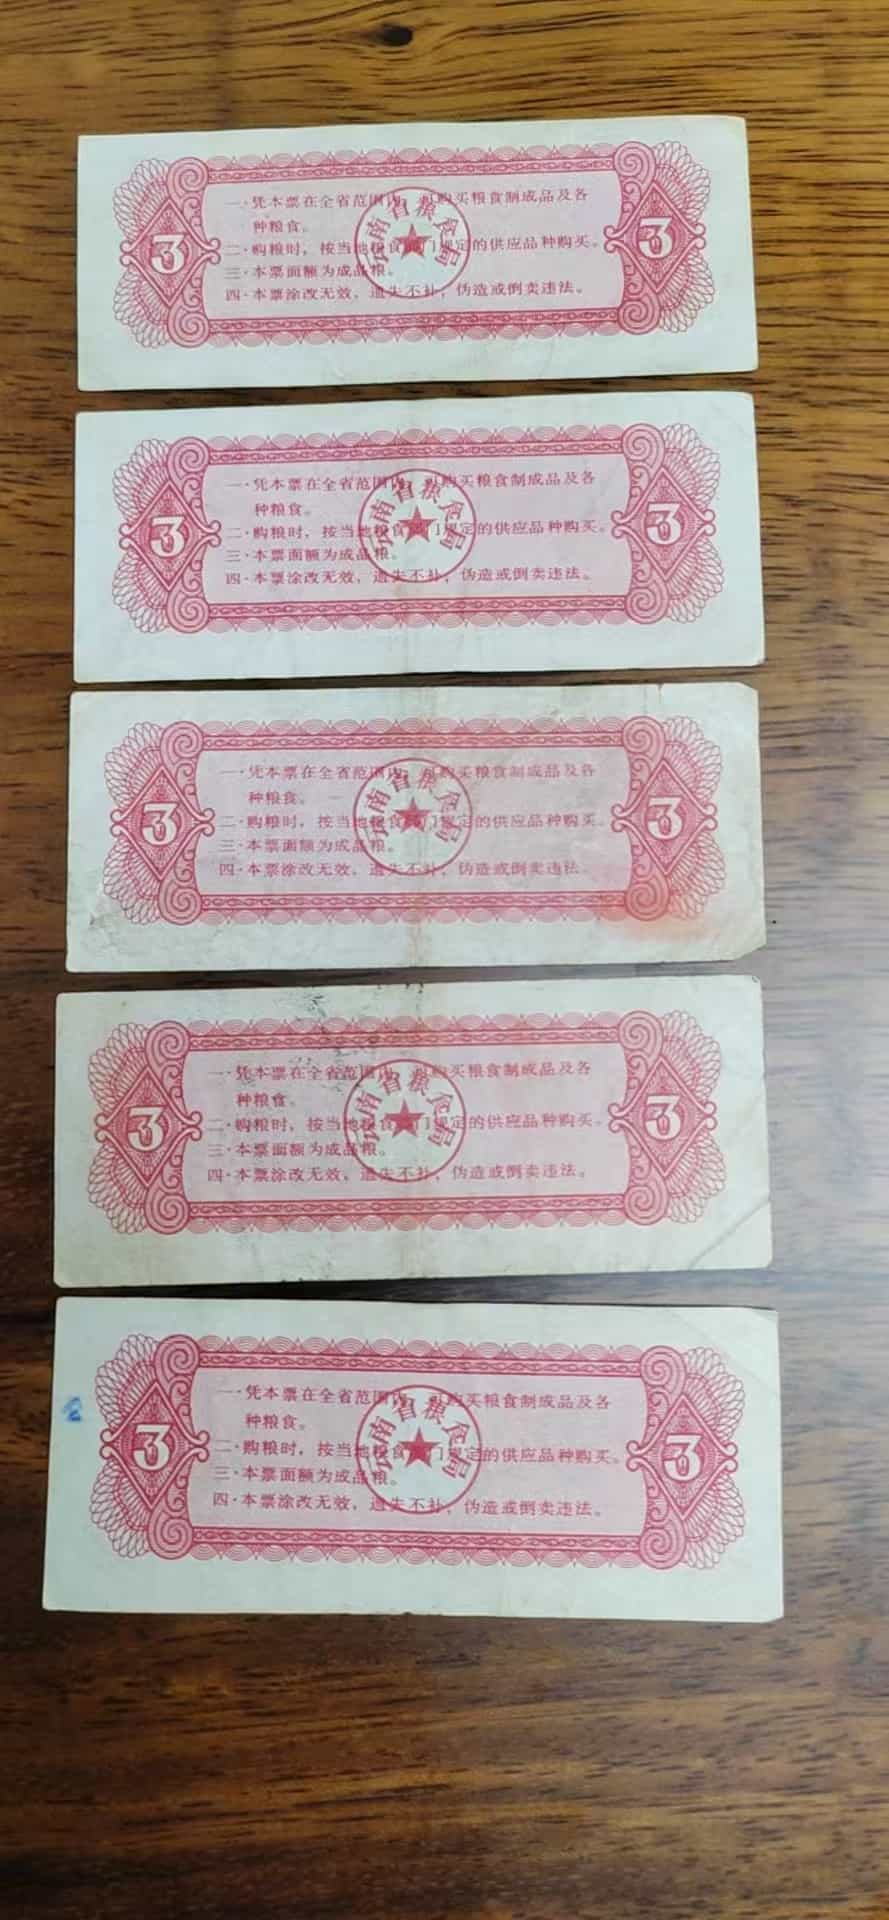 一·凭本票在全省范围内，可购买粮食制成品及各
种粮食。
3
南省粮食局
3
二·购粮时，按当地粮食部门规定的供应品种购买。
三·本票面额为成品粮。
四·本票涂改无效，遗失不补，伪造或倒卖违法。
一·凭本票在全省范围内，可购买粮食制成品及各
种粮食。
3
南省粮食局
3
二·购粮时，按当地粮食部门规定的供应品种购买。
三·本票面额为成品粮。
四·本票涂改无效，遗失不补，伪造或倒卖违法。
一·凭本票在全省范围内，可购买粮食制成品及各
种粮食。
3
南省粮食局
3
二·购粮时，按当地粮食部门规定的供应品种购买。
三·本票面额为成品粮。
四·本票涂改无效，遗失不补，伪造或倒卖违法。
一·凭本票在全省范围内，可购买粮食制成品及各
种粮食。
3
南省粮食局
3
二·购粮时，按当地粮食部门规定的供应品种购买。
三·本票面额为成品粮。
四·本票涂改无效，遗失不补，伪造或倒卖违法。
一·凭本票在全省范围内，可购买粮食制成品及各
种粮食。
3
南省粮食局
3
二·购粮时，按当地粮食部门规定的供应品种购买。
三·本票面额为成品粮。
四·本票涂改无效，遗失不补，伪造或倒卖违法。